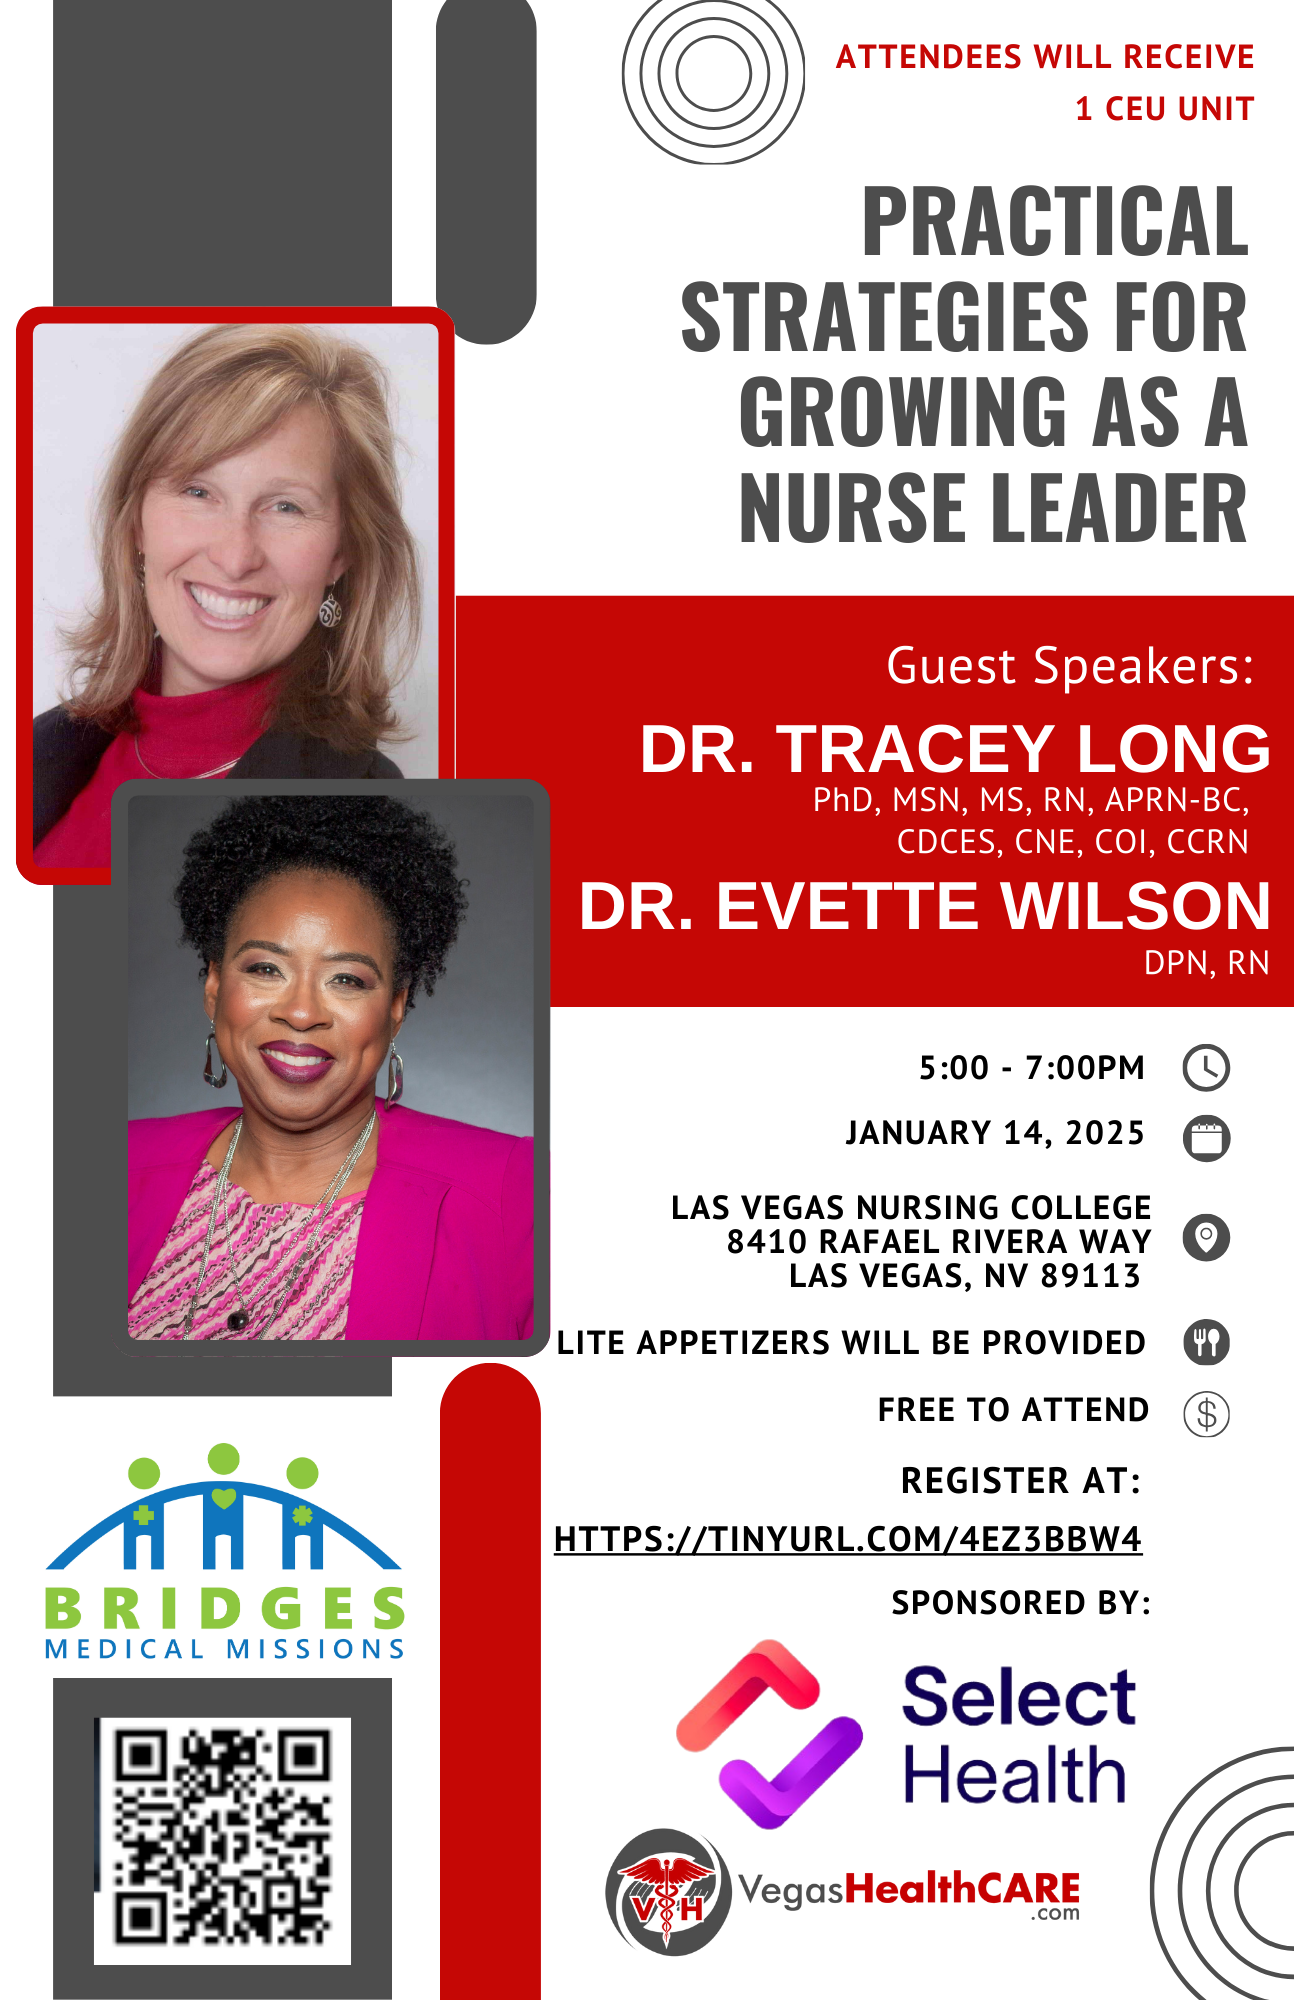 ATTENDEES WILL RECEIVE
1 CEU UNIT
PRACTICAL
STRATEGIES FOR
GROWING AS A
NURSE LEADER
Guest Speakers:
DR. TRACEY LONG
PhD, MSN, MS, RN, APRN-BC,
CDCES, CNE, COI, CCRN
DR. EVETTE WILSON
DPN, RN
5:00 - 7:00PM
JANUARY 14, 2025
LAS VEGAS NURSING COLLEGE
8410 RAFAEL RIVERA WAY
LAS VEGAS, NV 89113
LITE APPETIZERS WILL BE PROVIDED
FREE TO ATTEND
$
REGISTER AT:
HTTPS://TINYURL.COM/4EZ3BBW4
SPONSORED BY:
BRIDGES
MEDICAL MISSIONS
Select
Health
VH
VegasHealthCARE
.com